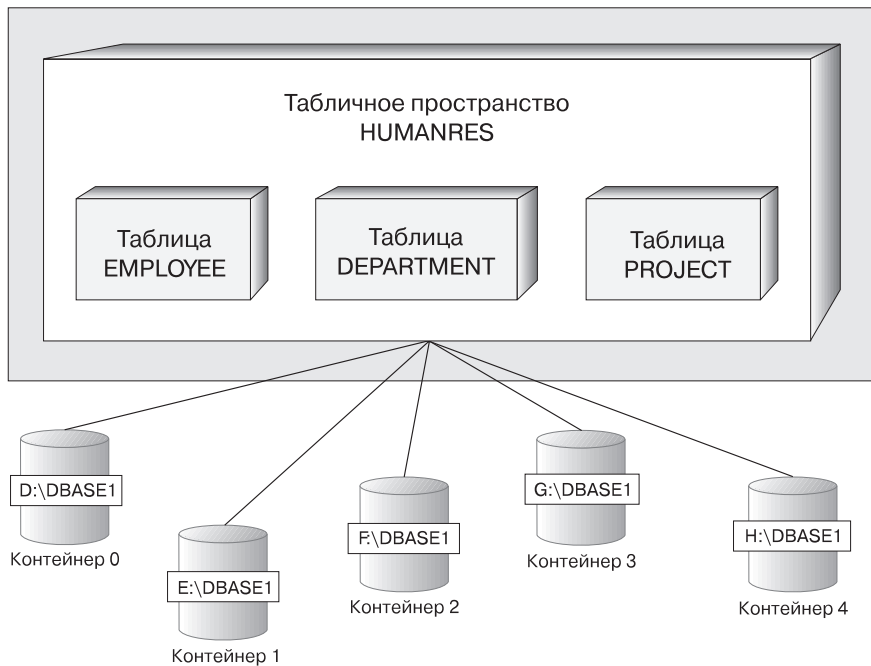 Табличное пространство
HUMANRES
Таблица
EMPLOYEE
Таблица
DEPARTMENT
Таблица
PROJECT
D:\DBASE1
Контейнер 0
E:\DBASE1
Контейнер 1
F:\DBASE1
Контейнер 2
G:\DBASE1
Контейнер 3
H:\DBASE1
Контейнер 4